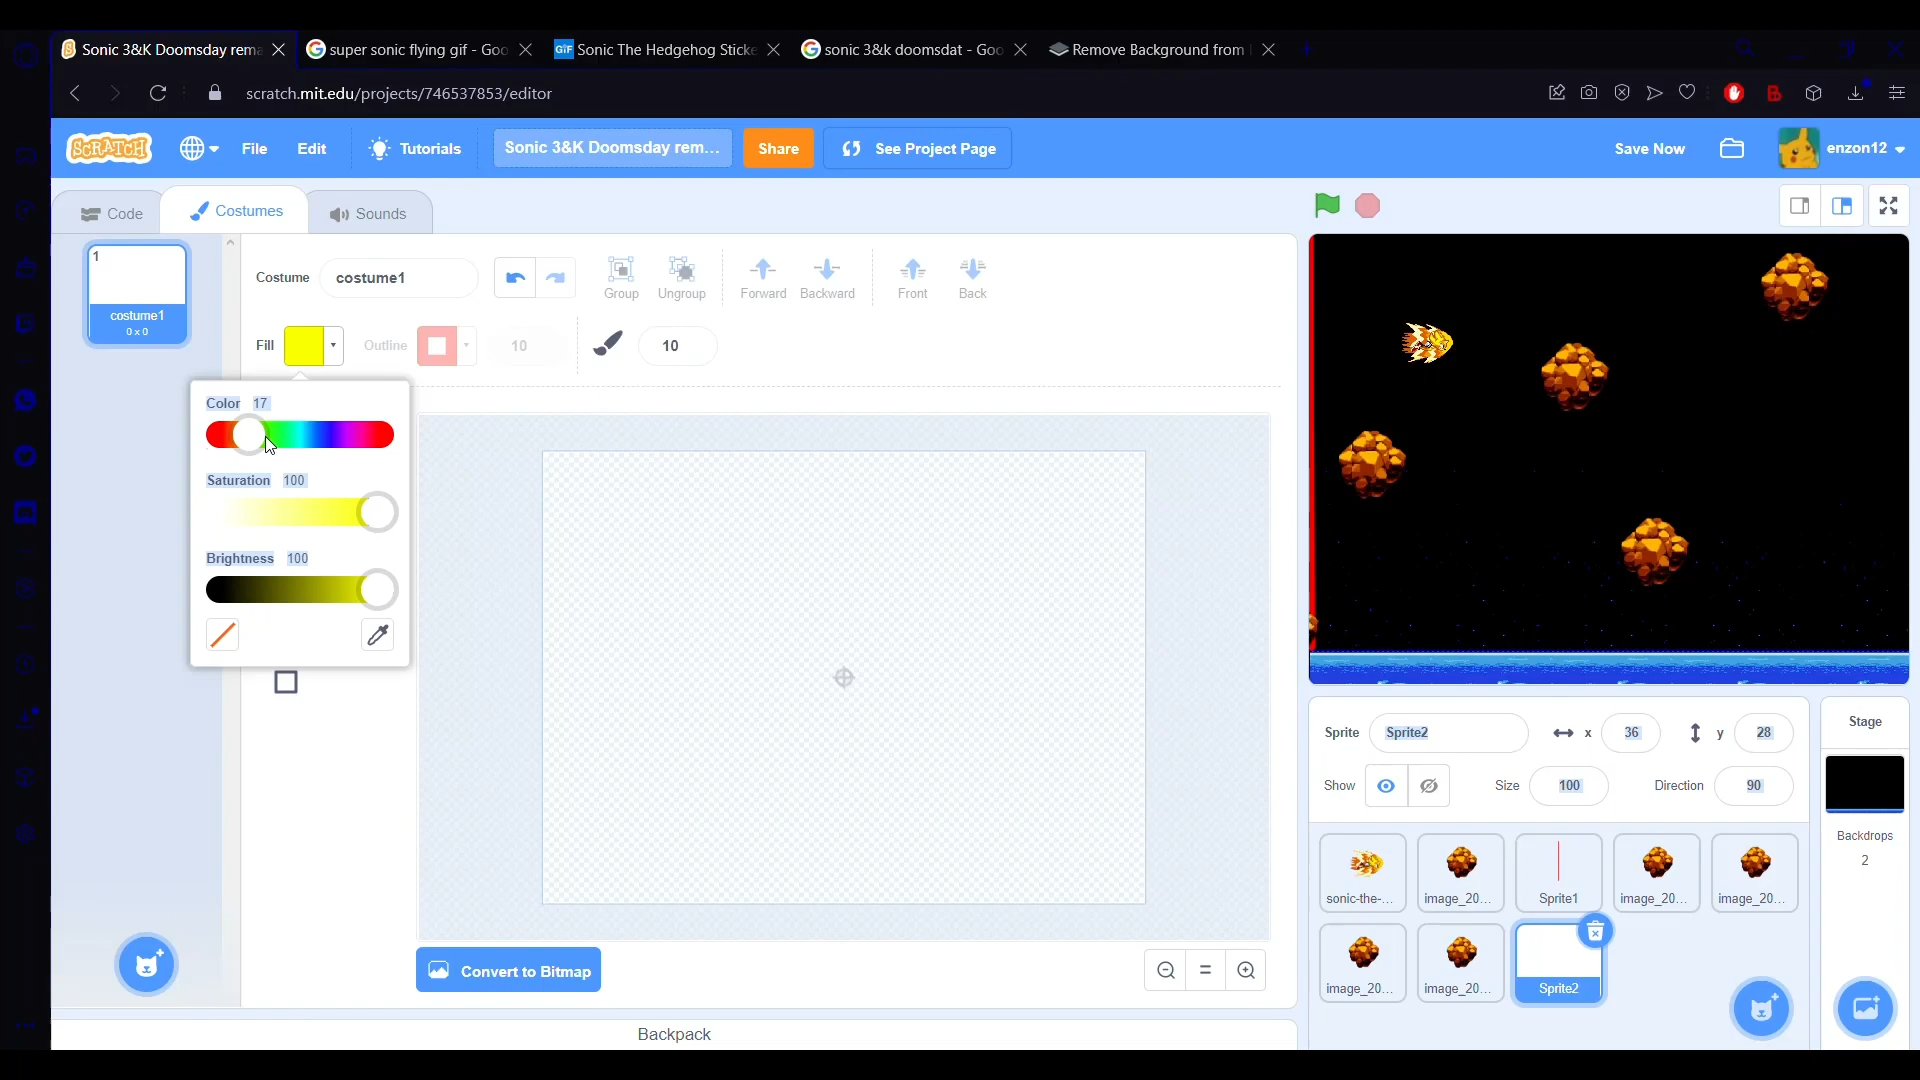 Sonic 3&K Doomsday rema
super sonic flying gif - Goo
GIF Sonic The Hedgehog Sticke
sonic 3&k doomsdat - Goo
Remove Background from
scratch.mit.edu/projects/746537853/editor
SCRATCH
File
Edit
Tutorials
Sonic 3&K Doomsday rem...
Share
See Project Page
Save Now
enzon12
Code
Costumes
Sounds
1
costume1
0 x 0
Costume
costume1
Group
Ungroup
Forward
Backward
Front
Back
Fill
Outline
10
10
Color 17
Saturation 100
Brightness 100
Convert to Bitmap
Backpack
Sprite
Sprite2
x
36
y
28
Show
Size
100
Direction
90
Stage
Backdrops
2
sonic-the-...
image_20...
Sprite1
image_20...
image_20...
image_20...
image_20...
Sprite2